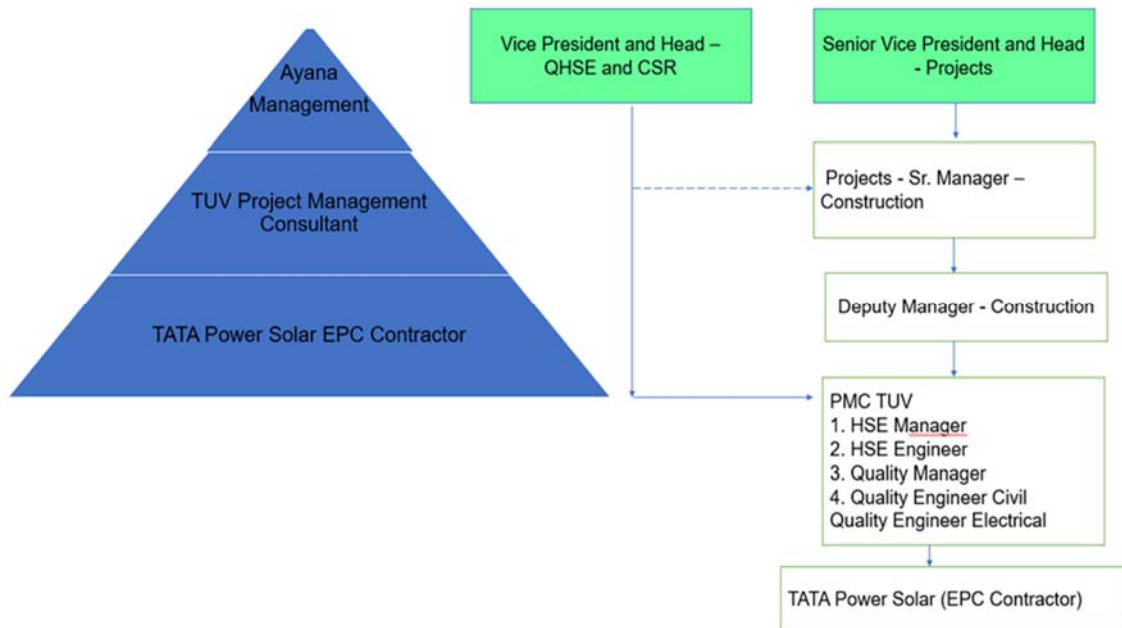 Ayana
Management
TUV Project Management
Consultant
TATA Power Solar EPC Contractor
Vice President and Head –
QHSE and CSR
Senior Vice President and Head
- Projects
Projects - Sr. Manager –
Construction
Deputy Manager - Construction
PMC TUV
1. HSE Manager
2. HSE Engineer
3. Quality Manager
4. Quality Engineer Civil
Quality Engineer Electrical
TATA Power Solar (EPC Contractor)